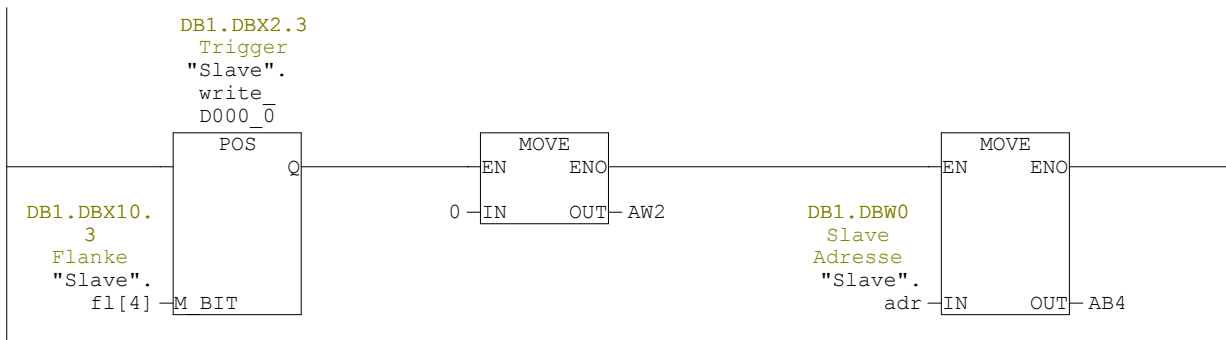 DB1.DBX2.3
Trigger
"Slave".
write_
D000_0
POS
Q
DB1.DBX10.
3
Flanke
"Slave".
fl[4]
M_BIT
MOVE
EN ENO
0 IN OUT AW2
MOVE
EN ENO
DB1.DBW0
Slave
Adresse
"Slave".
adr IN OUT AB4